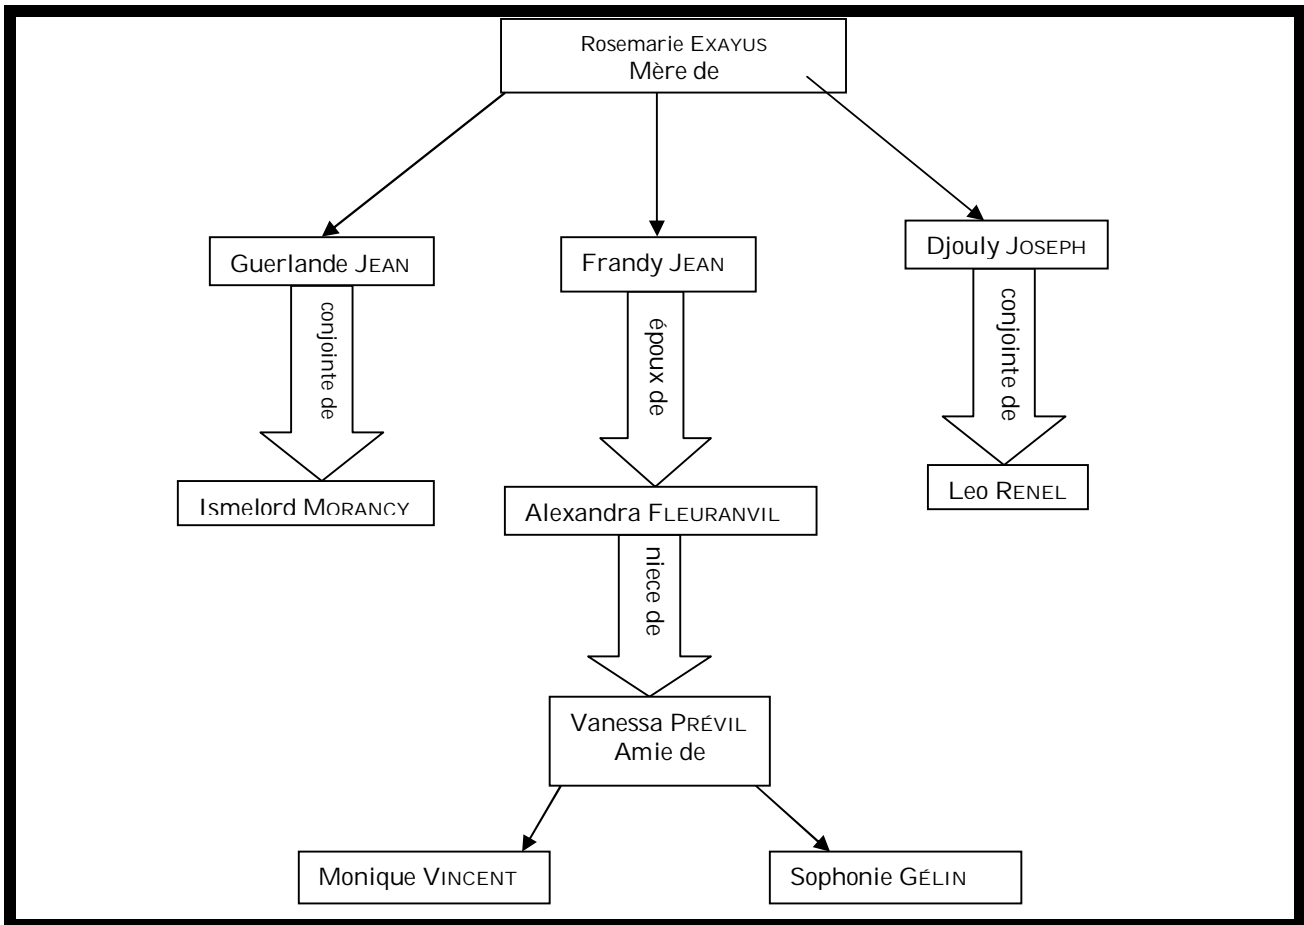 Rosemarie EXAYUS
Mère de
Guerlande JEAN
Frandy JEAN
Djouly JOSEPH
conjointe de
époux de
conjointe de
Ismelord MORANCY
Alexandra FLEURANVIL
Leo RENEL
niece de
Vanessa PRÉVIL
Amie de
Monique VINCENT
Sophonie GÉLIN